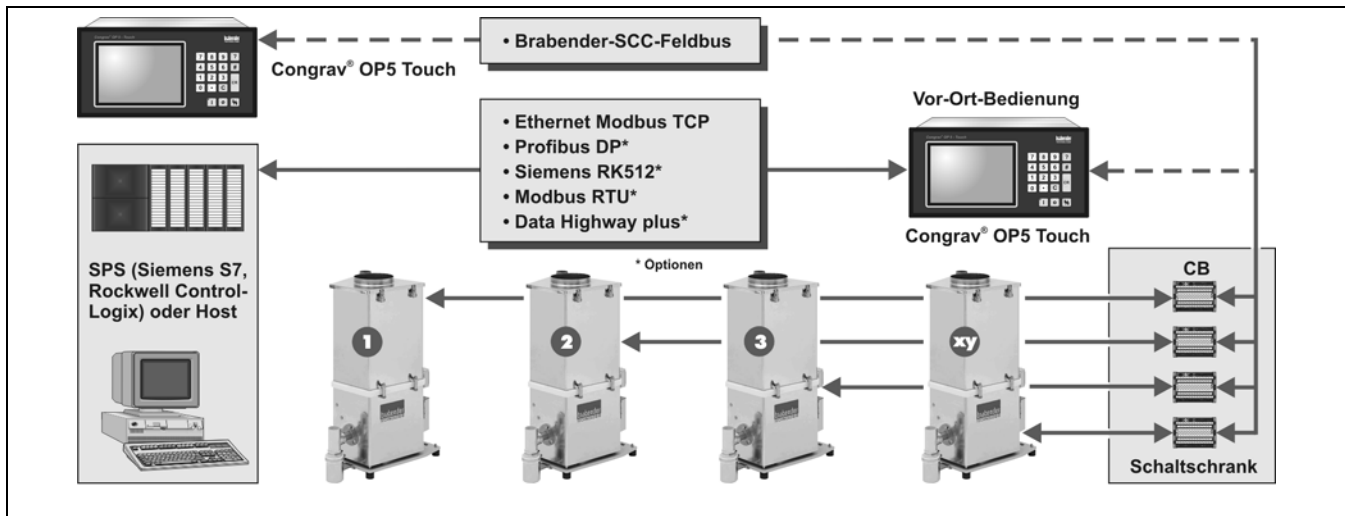 • Brabender-SCC-Feldbus
Congrav® OP5 Touch
Vor-Ort-Bedienung
• Ethernet Modbus TCP
• Profibus DP*
• Siemens RK512*
• Modbus RTU*
• Data Highway plus*
Congrav® OP5 Touch
* Optionen
SPS (Siemens S7,
Rockwell Control-
Logix) oder Host
1
2
3
xy
CB
Schaltschrank